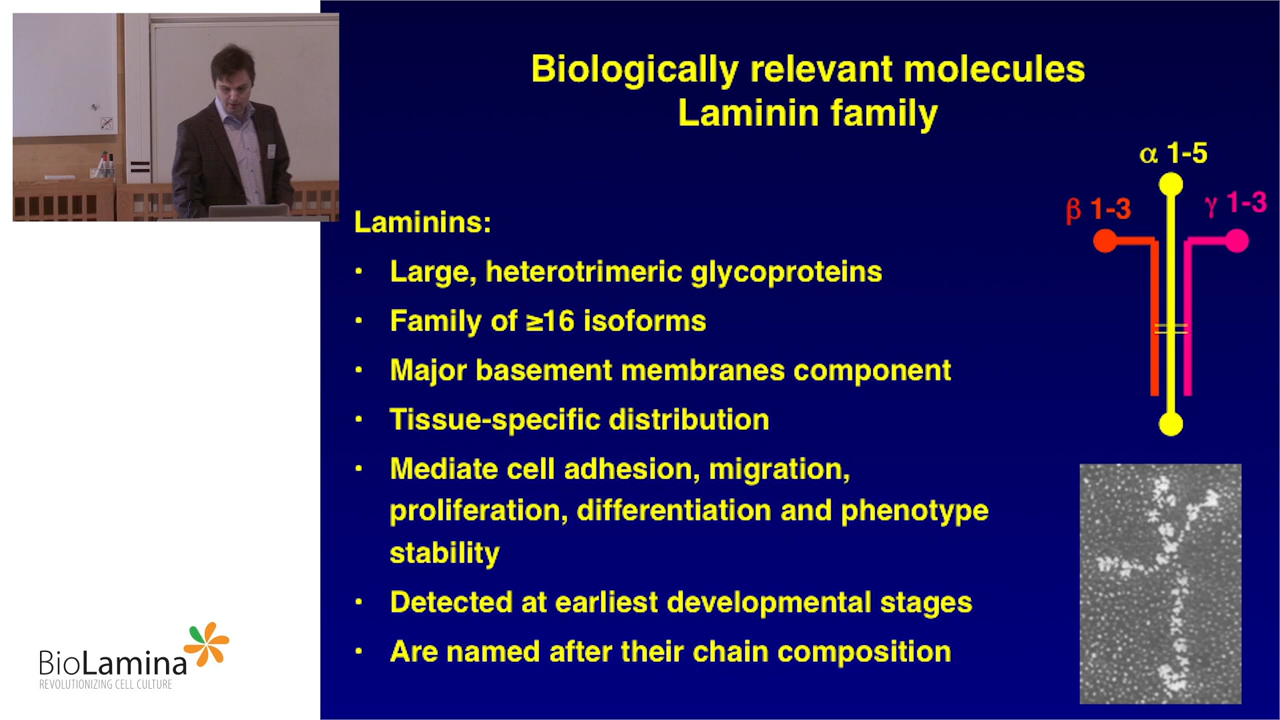 Biologically relevant molecules
Laminin family
α 1-5
β 1-3
γ 1-3
Laminins:
• Large, heterotrimeric glycoproteins
• Family of ≥16 isoforms
• Major basement membranes component
• Tissue-specific distribution
• Mediate cell adhesion, migration,
proliferation, differentiation and phenotype
stability
• Detected at earliest developmental stages
• Are named after their chain composition
BioLamina
REVOLUTIONIZING CELL CULTURE